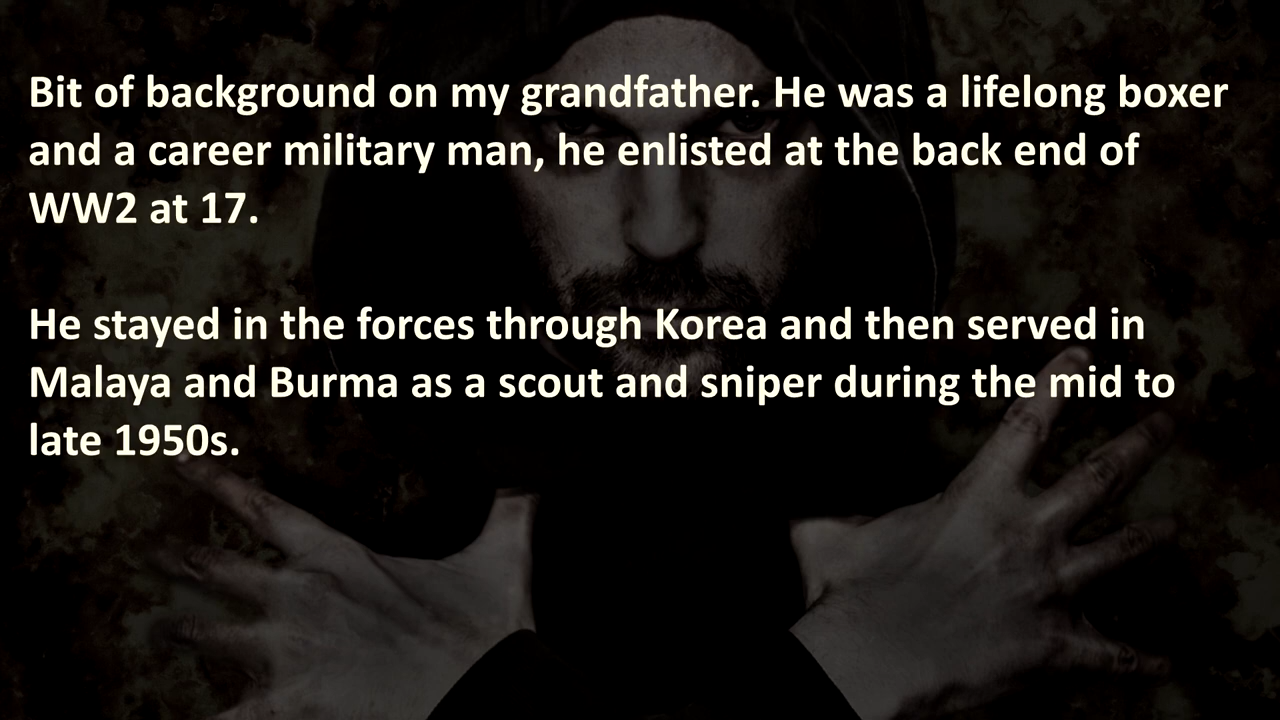 Bit of background on my grandfather. He was a lifelong boxer
and a career military man, he enlisted at the back end of
WW2 at 17.
He stayed in the forces through Korea and then served in
Malaya and Burma as a scout and sniper during the mid to
late 1950s.